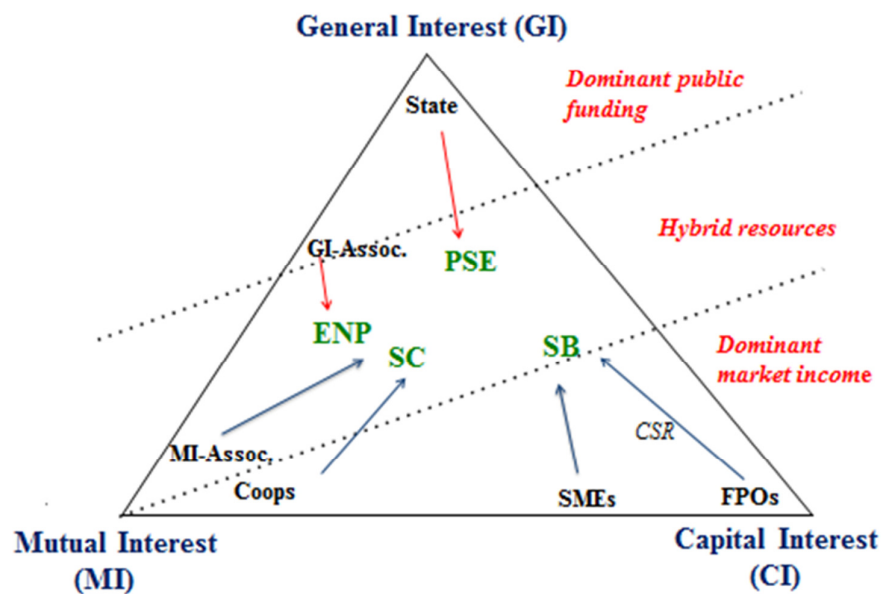 General Interest (GI)
Dominant public
funding
State
Hybrid resources
GI-Assoc.
PSE
ENP
SC
SB
Dominant
market income
CSR
MI-Assoc.
Coops
SMEs
FPOs
Mutual Interest
(MI)
Capital Interest
(CI)